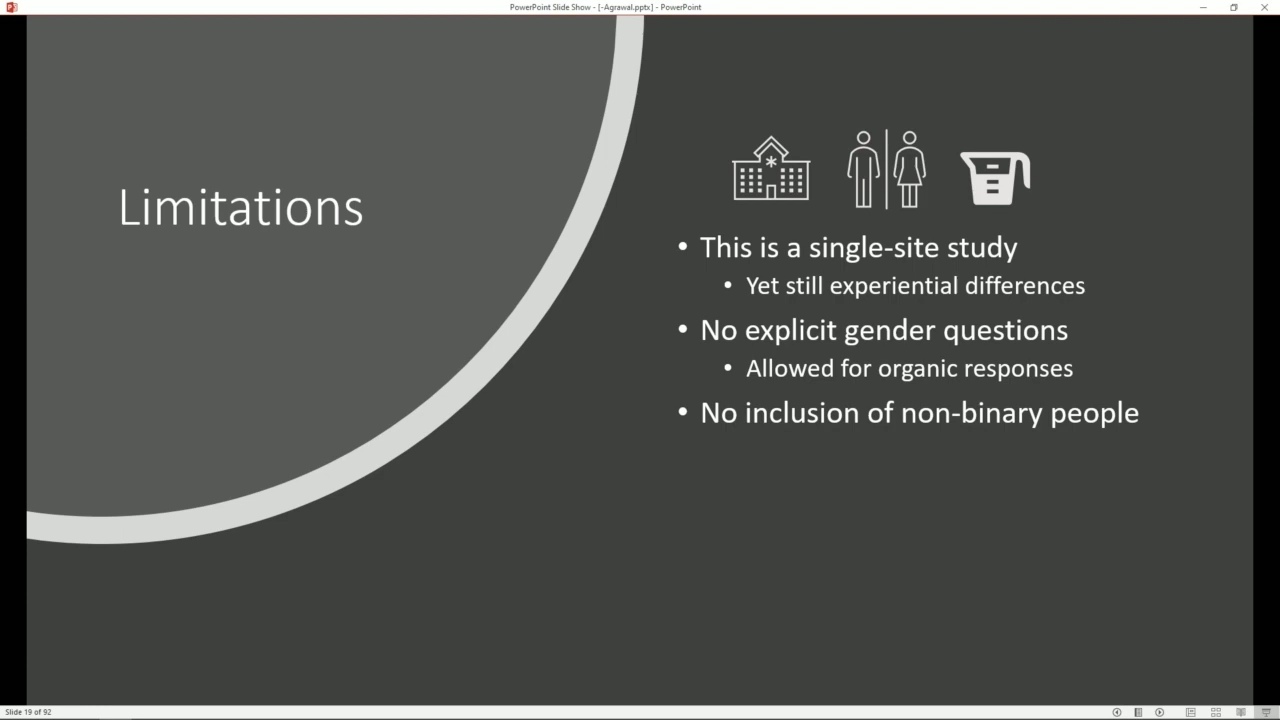 PowerPoint Slide Show - [-Agrawal.pptx] - PowerPoint
Limitations
• This is a single-site study
• Yet still experiential differences
• No explicit gender questions
• Allowed for organic responses
• No inclusion of non-binary people
Slide 19 of 92